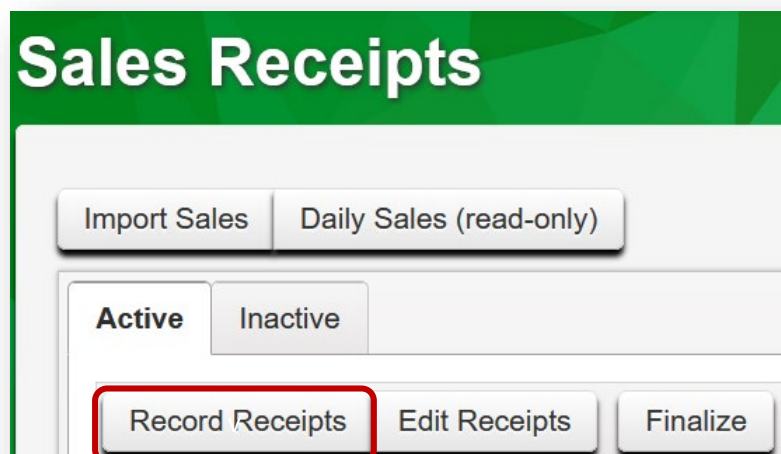 Sales Receipts
Import Sales Daily Sales (read-only)
Active Inactive
Record Receipts Edit Receipts Finalize